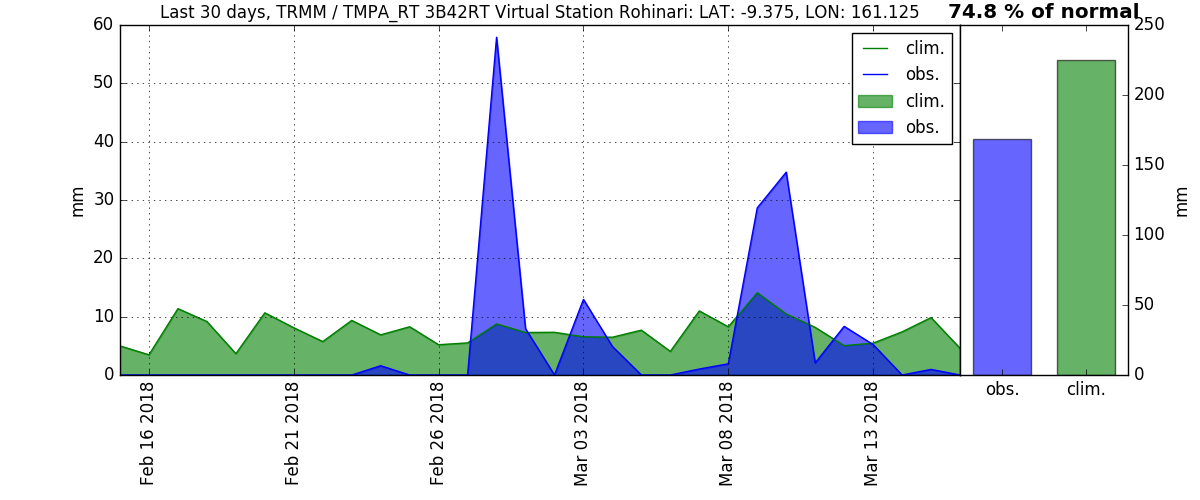 Last 30 days, TRMM / TMPA_RT 3B42RT Virtual Station Rohinari: LAT: -9.375, LON: 161.125
74.8 % of normal
60
50
40
30
20
10
0
mm
clim.
obs.
clim.
obs.
Feb 16 2018
Feb 21 2018
Feb 26 2018
Mar 03 2018
Mar 08 2018
Mar 13 2018
250
200
150
100
50
0
mm
obs.
clim.